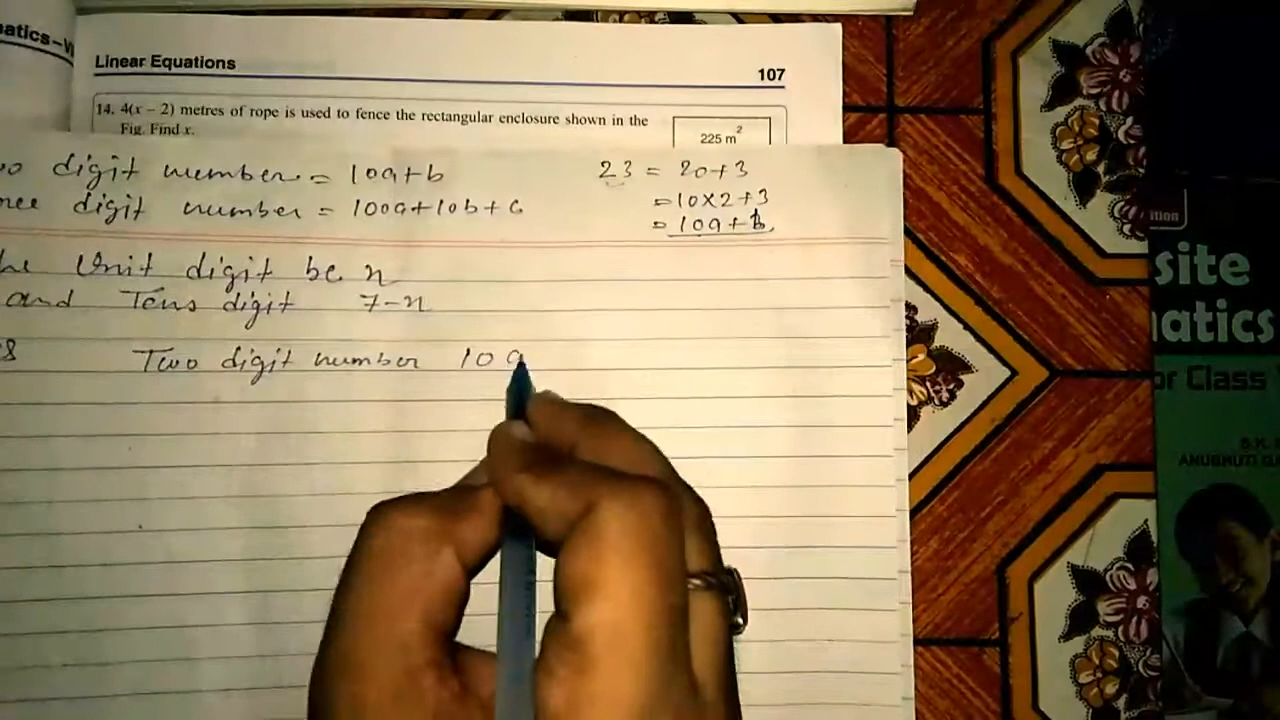 Linear Equations
107
14. 4(x – 2) metres of rope is used to fence the rectangular enclosure shown in the
Fig. Find x.
225 m²
digit number = 10a+b
digit number = 100a+10b+c
23 = 20+3
=10×2+3
= 10a+b
Unit digit be x
and Tens digit 7-x
Two digit number 10a
site
atics
Class